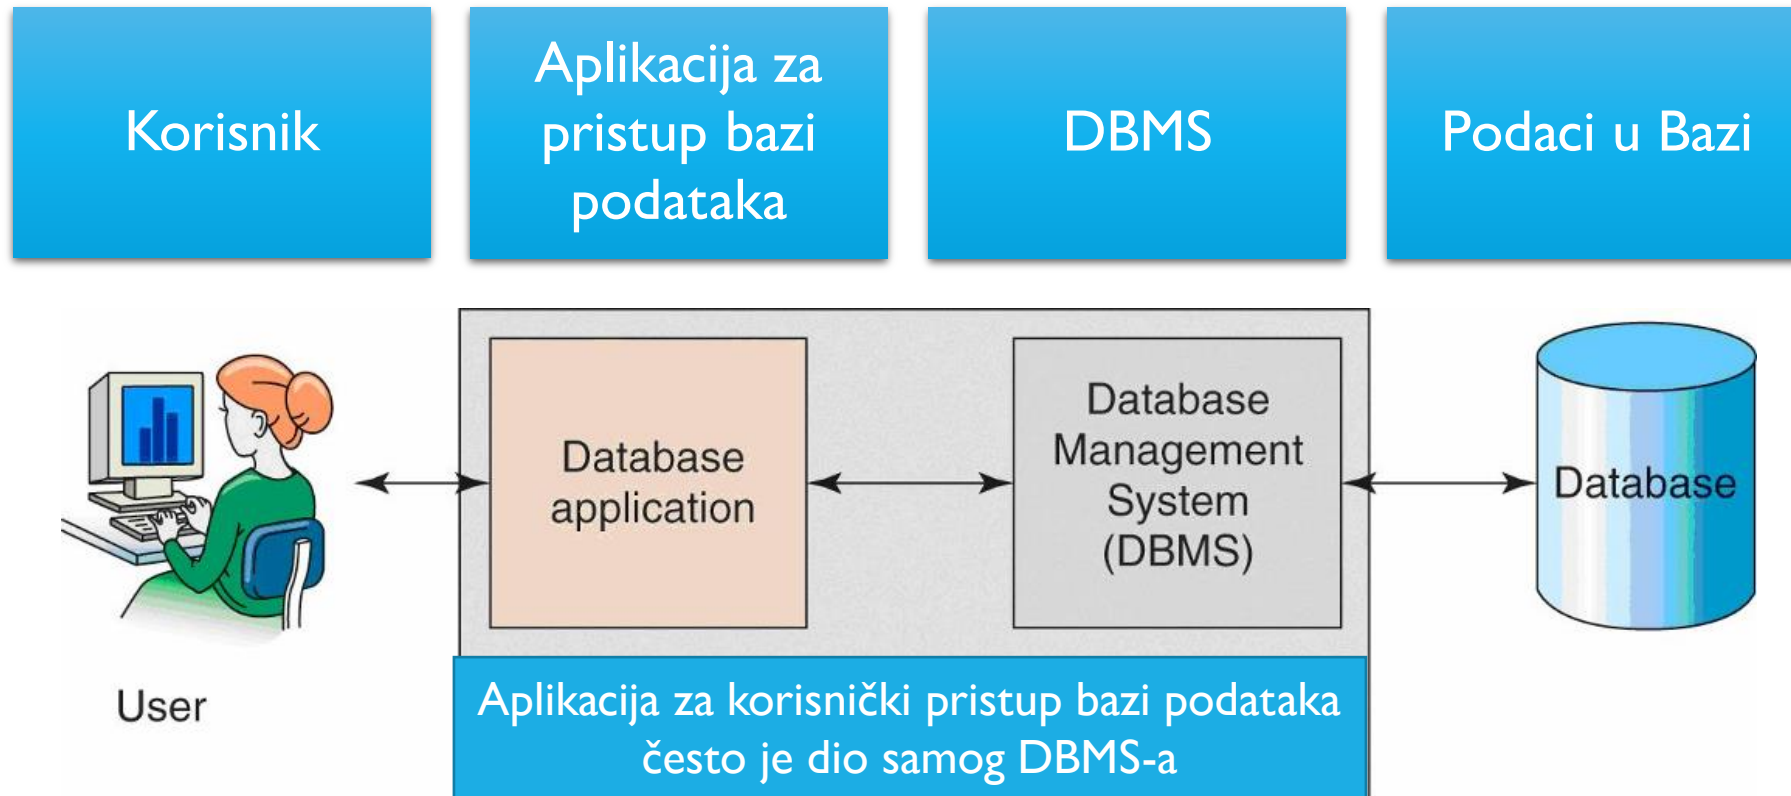 Korisnik
Aplikacija za
pristup bazi
podataka
DBMS
Podaci u Bazi
Database
application
Database
Management
System
(DBMS)
Database
User
Aplikacija za korisnički pristup bazi podataka
često je dio samog DBMS-a